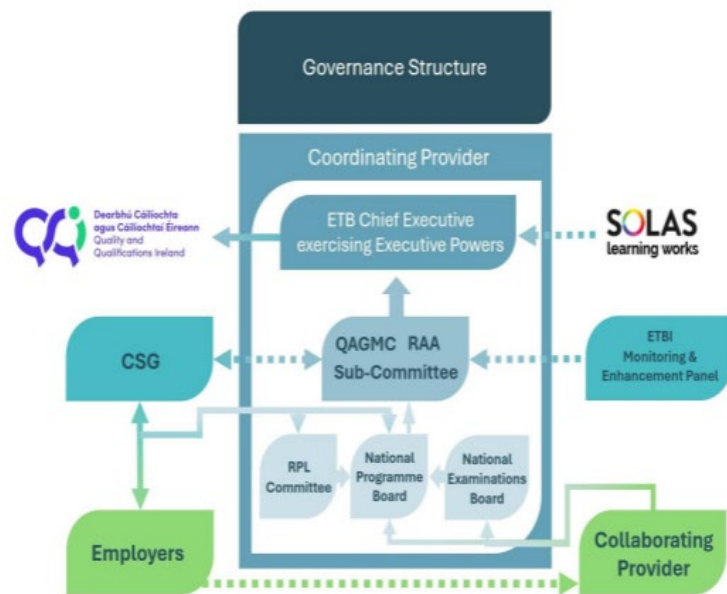 Governance Structure
Coordinating Provider
Dearbhú Cáilíochta
agus Cáilíochtaí Éireann
Quality and
Qualifications Ireland
ETB Chief Executive
exercising Executive Powers
SOLAS
learning works
CSG
QAGMC RAA
Sub-Committee
ETBI
Monitoring &
Enhancement Panel
RPL
Committee
National
Programme
Board
National
Examinations
Board
Employers
Collaborating
Provider